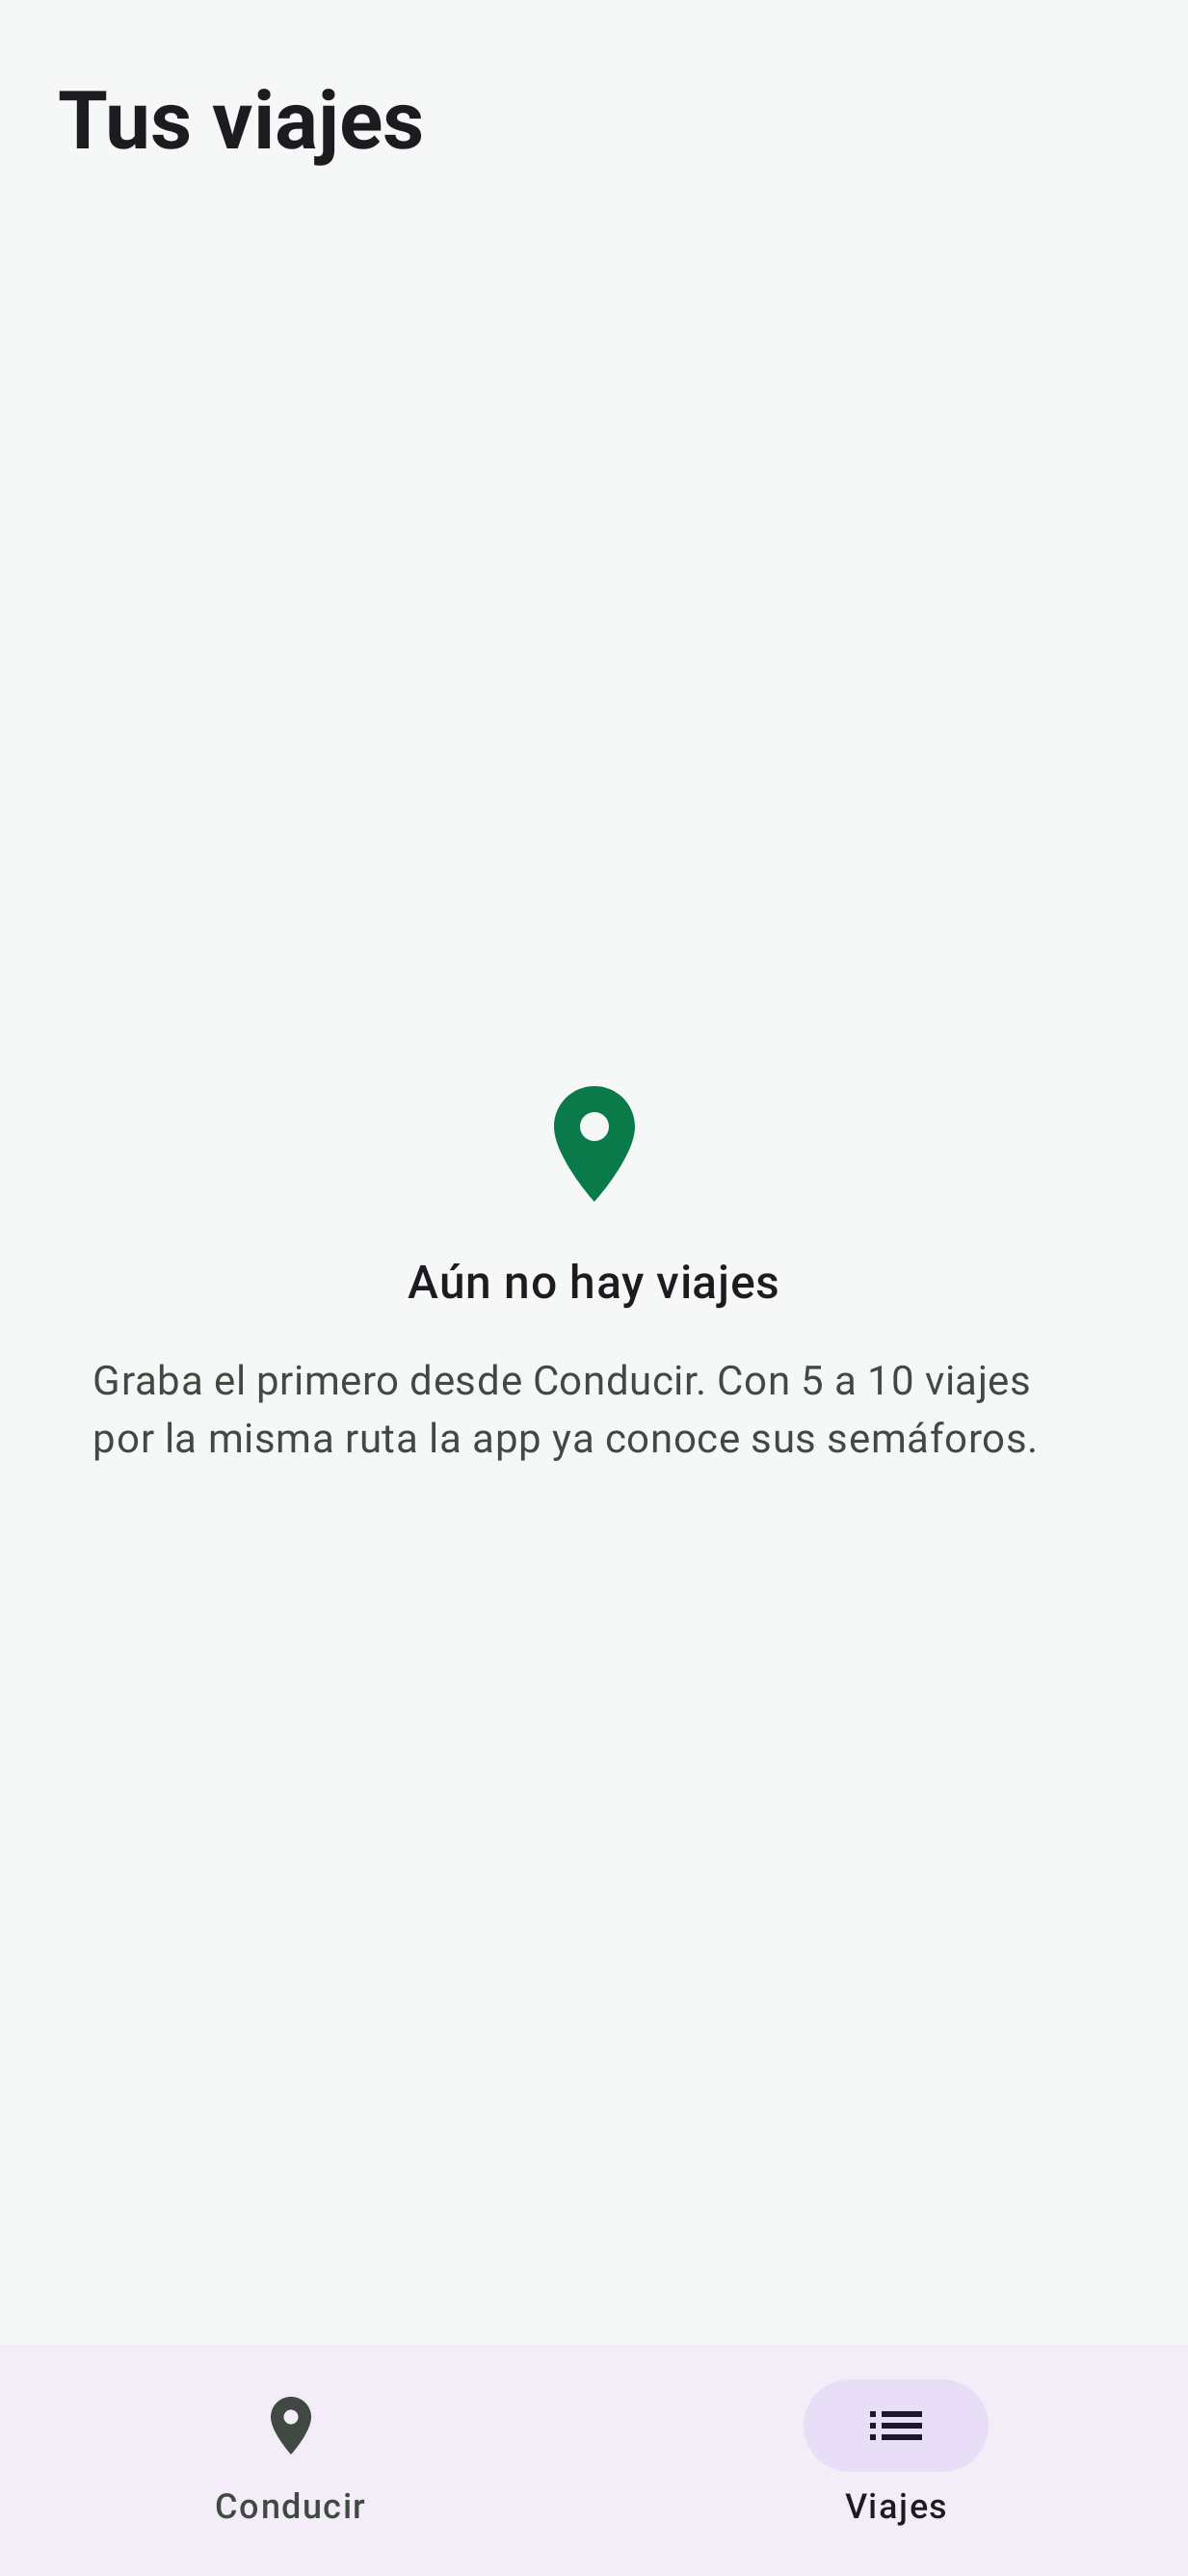 Tus viajes
Aún no hay viajes
Graba el primero desde Conducir. Con 5 a 10 viajes
por la misma ruta la app ya conoce sus semáforos.
Conducir
Viajes